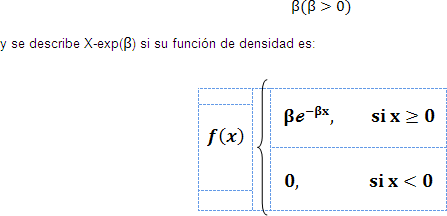 β(β > 0)
y se describe X-exp(β) si su función de densidad es:
βe^{-βx}, si x ≥ 0
f(x)
0, si x < 0